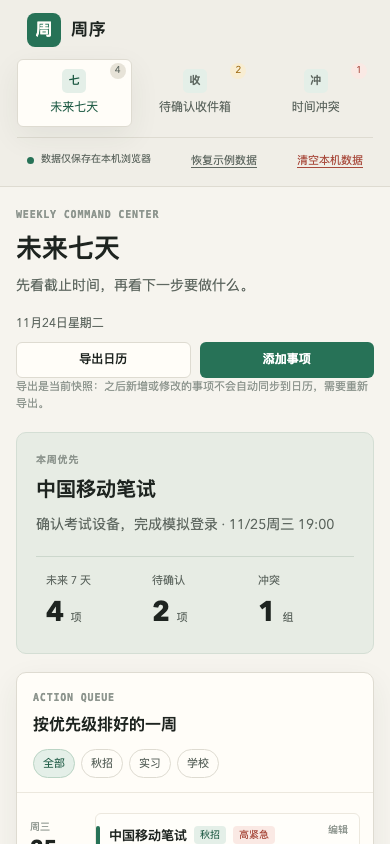 周 周序
七 4
未来七天
收 2
待确认收件箱
冲 1
时间冲突
数据仅保存在本机浏览器
恢复示例数据
清空本机数据
WEEKLY COMMAND CENTER
未来七天
先看截止时间，再看下一步要做什么。
11月24日星期二
导出日历
添加事项
导出是当前快照：之后新增或修改的事项不会自动同步到日历，需要重新
导出。
本周优先
中国移动笔试
确认考试设备，完成模拟登录 · 11/25周三 19:00
未来 7 天
待确认
冲突
4 项
2 项
1 组
ACTION QUEUE
按优先级排好的一周
全部
秋招
实习
学校
周三
中国移动笔试
秋招
高紧急
编辑